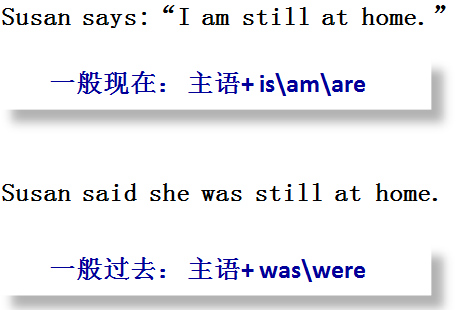 Susan says:“I am still at home.”
一般现在： 主语+ is\am\are
Susan said she was still at home.
一般过去： 主语+ was\were